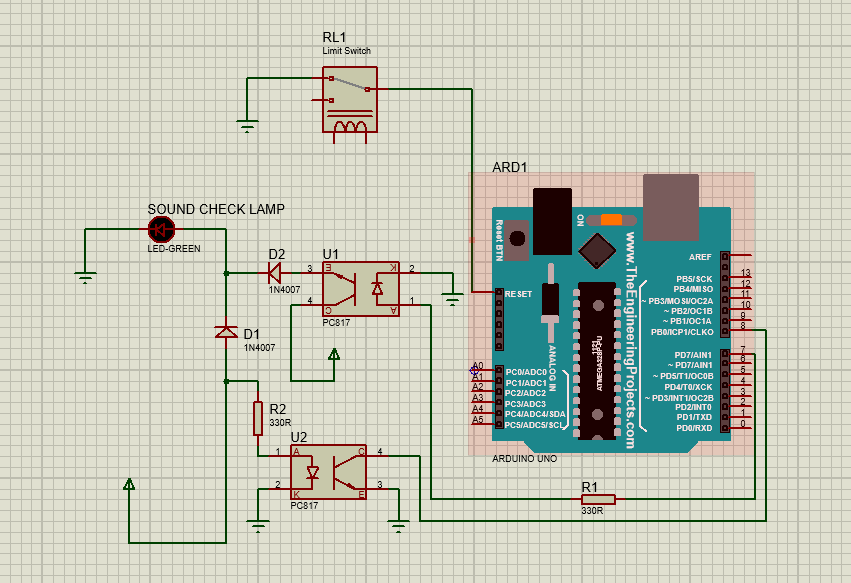 RL1
Limit Switch
ARD1
SOUND CHECK LAMP
LED-GREEN
D2
1N4007
U1
3
2
4
1
E
K
C
A
PC817
D1
1N4007
R2
330R
U2
1
2
4
3
A
K
C
E
PC817
R1
330R
ARDUINO UNO
Reset BTN
ON
www.TheEngineeringProjects.com
RESET
ANALOG IN
ATMEGA328P-PU
1121
A0
A1
A2
A3
A4
A5
PC0/ADC0
PC1/ADC1
PC2/ADC2
PC3/ADC3
PC4/ADC4/SDA
PC5/ADC5/SCL
AREF
PB5/SCK 13
PB4/MISO 12
~ PB3/MOSI/OC2A 11
~ PB2/OC1B 10
~ PB1/OC1A 9
PB0/ICP1/CLKO 8
PD7/AIN1 7
~ PD7/AIN1 6
~ PD5/T1/OC0B 5
PD4/T0/XCK 4
~ PD3/INT1/OC2B 3
PD2/INT0 2
PD1/TXD 1
PD0/RXD 0